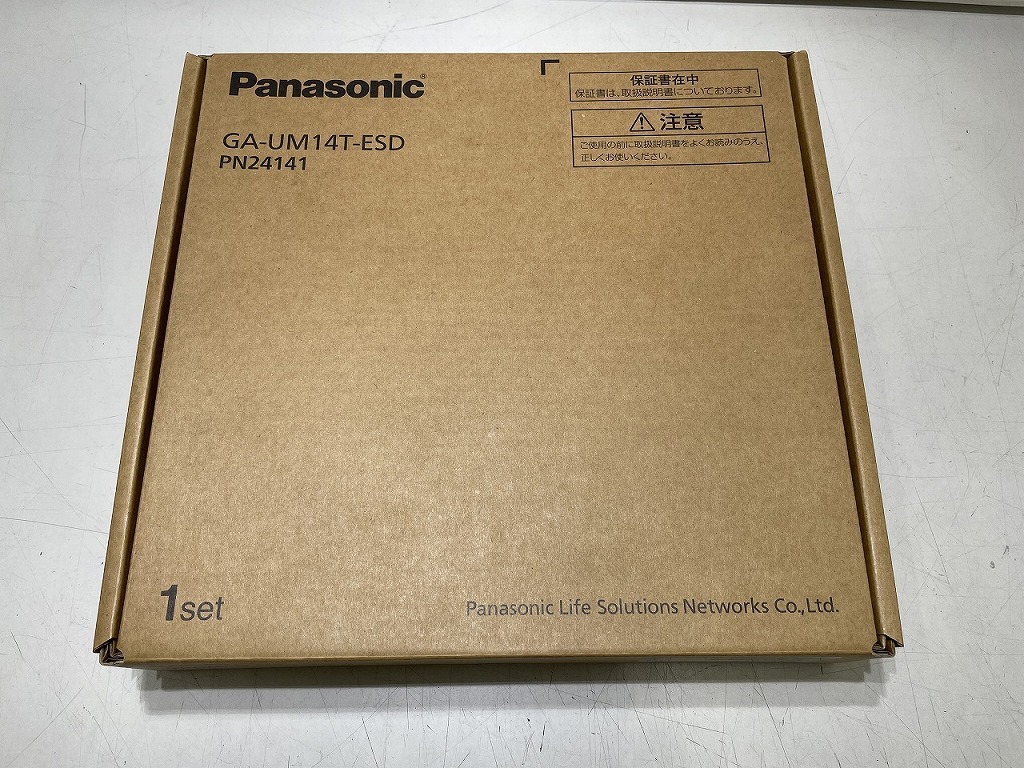 Panasonic®
GA-UM14T-ESD
PN24141
保証書在中
保証書は、取扱説明書についております。
⚠注意
ご使用の前に取扱説明書をよくお読みのうえ、
正しくお使いください。
1set
Panasonic Life Solutions Networks Co.,Ltd.